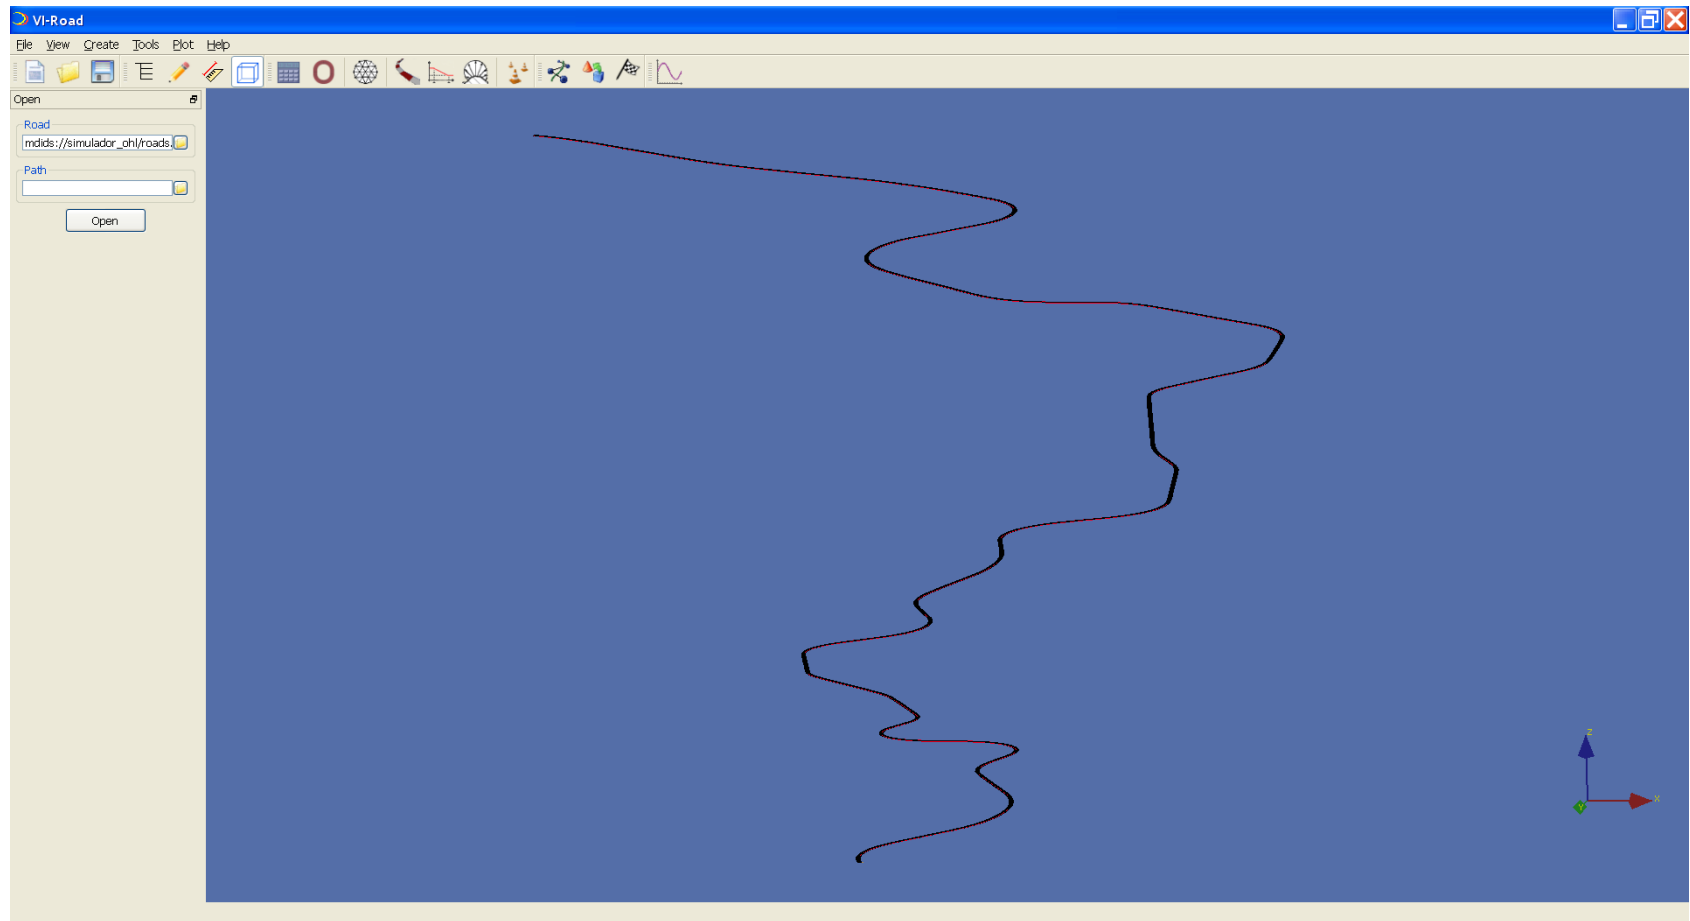 VI-Road
File View Create Tools Plot Help
Open
Road
mdids://simulador_ohl/roads.
Path
Open
z
x
Y